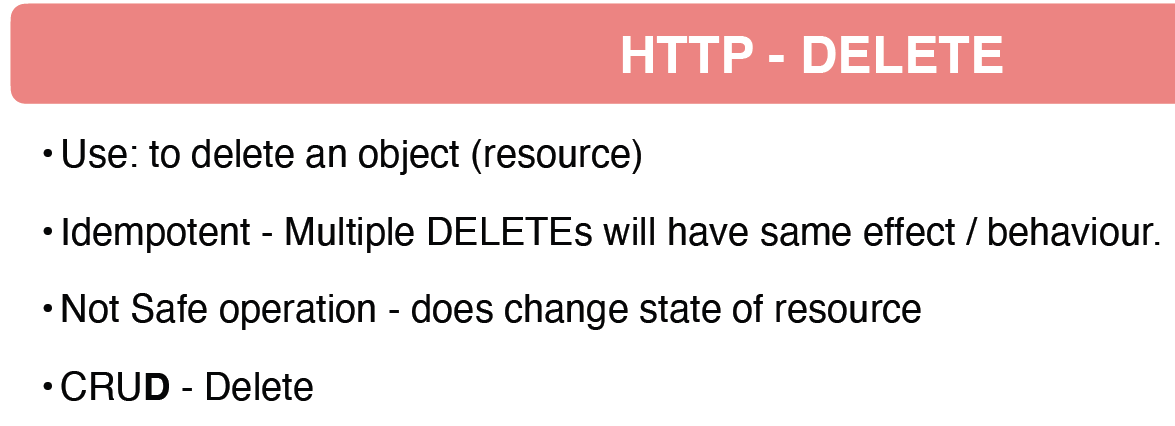 HTTP - DELETE
• Use: to delete an object (resource)
• Idempotent - Multiple DELETEs will have same effect / behaviour.
• Not Safe operation - does change state of resource
• CRUD - Delete